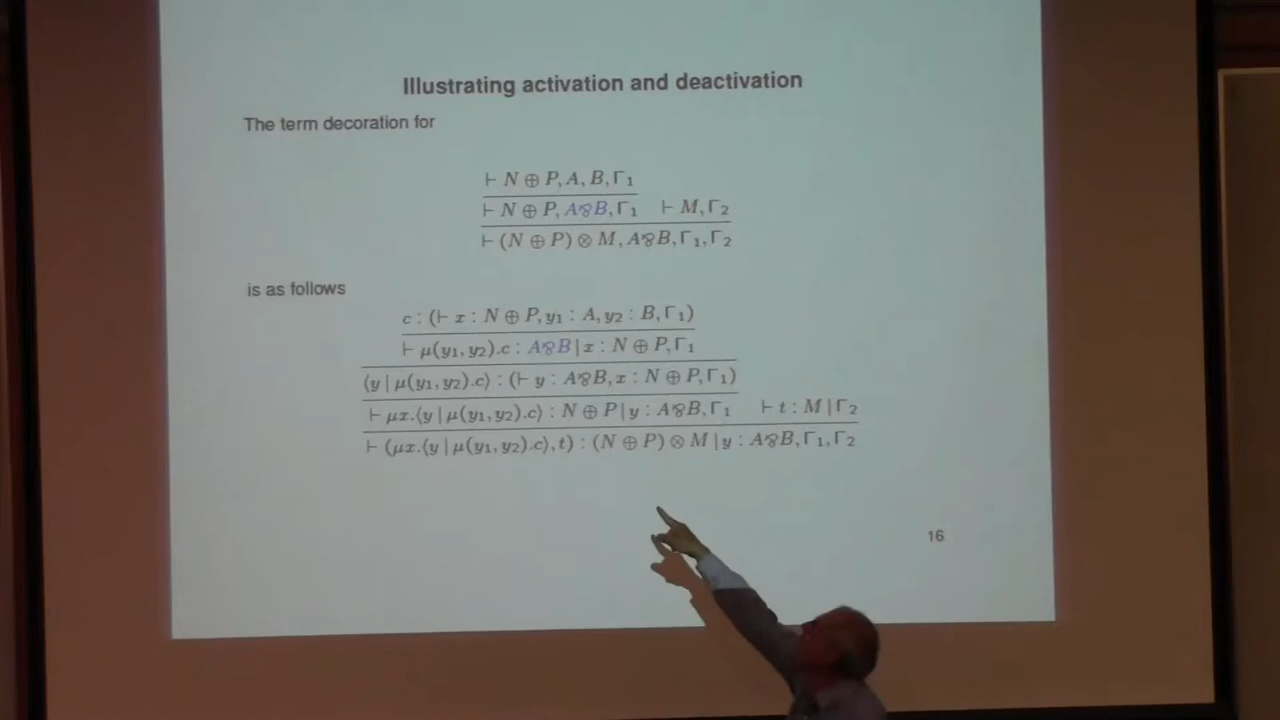 Illustrating activation and deactivation
The term decoration for
⊢ N ⊕ P, A, B, Γ₁
⊢ N ⊕ P, A⅋B, Γ₁ ⊢ M, Γ₂
⊢ (N ⊕ P) ⊗ M, A⅋B, Γ₁, Γ₂
is as follows
c : (⊢ x : N ⊕ P, y₁ : A, y₂ : B, Γ₁)
⊢ μ(y₁, y₂).c : A⅋B | x : N ⊕ P, Γ₁
⟨y | μ(y₁, y₂).c⟩ : (⊢ y : A⅋B, x : N ⊕ P, Γ₁)
⊢ μx.⟨y | μ(y₁, y₂).c⟩ : N ⊕ P | y : A⅋B, Γ₁ ⊢ t : M | Γ₂
⊢ (μx.⟨y | μ(y₁, y₂).c⟩, t) : (N ⊕ P) ⊗ M | y : A⅋B, Γ₁, Γ₂
16